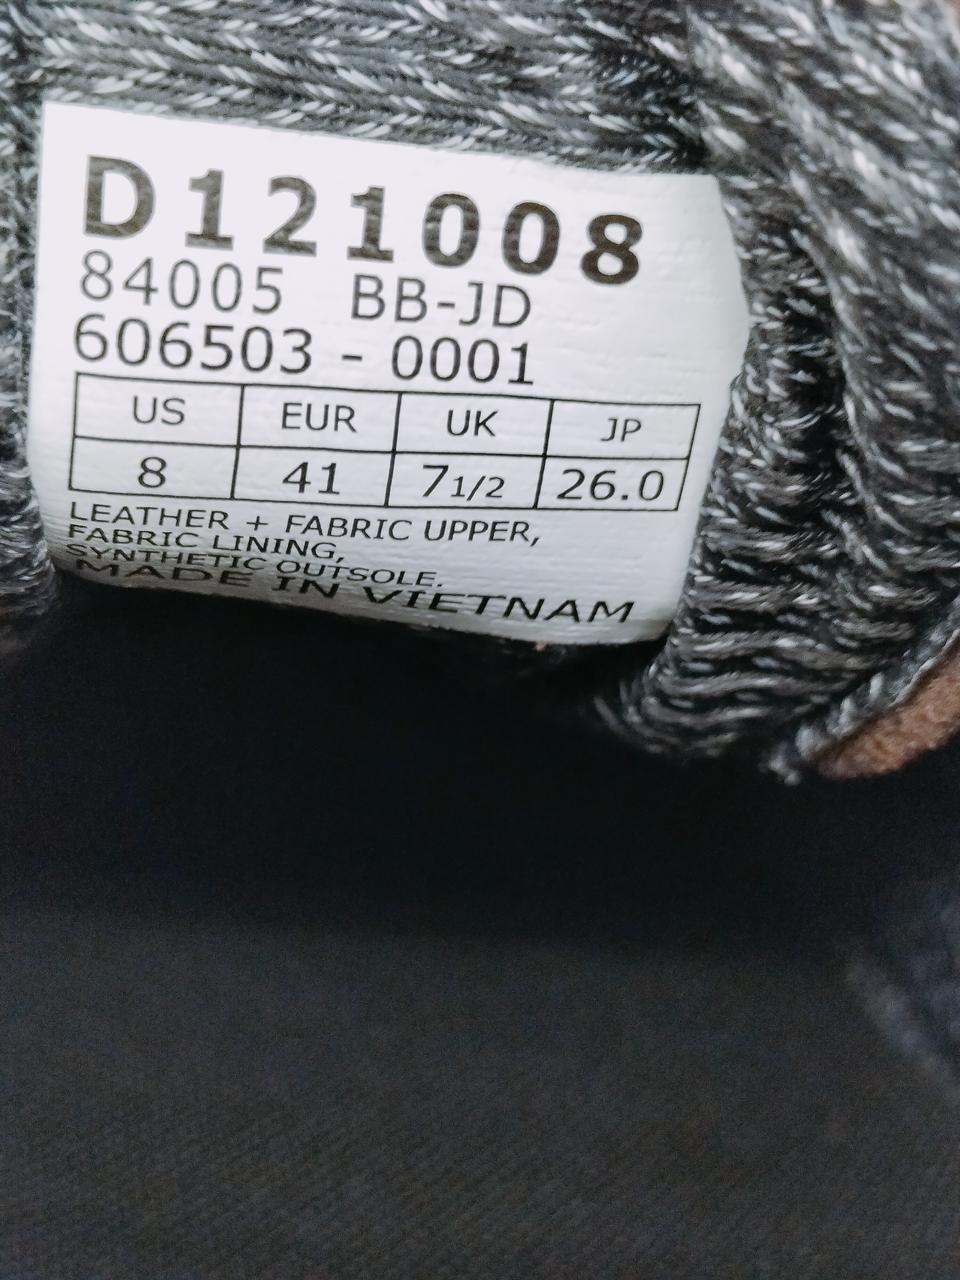 D121008
84005 BB-JD
606503 - 0001
US EUR UK JP
8 41 7 1/2 26.0
LEATHER + FABRIC UPPER,
FABRIC LINING,
SYNTHETIC OUTSOLE.
MADE IN VIETNAM